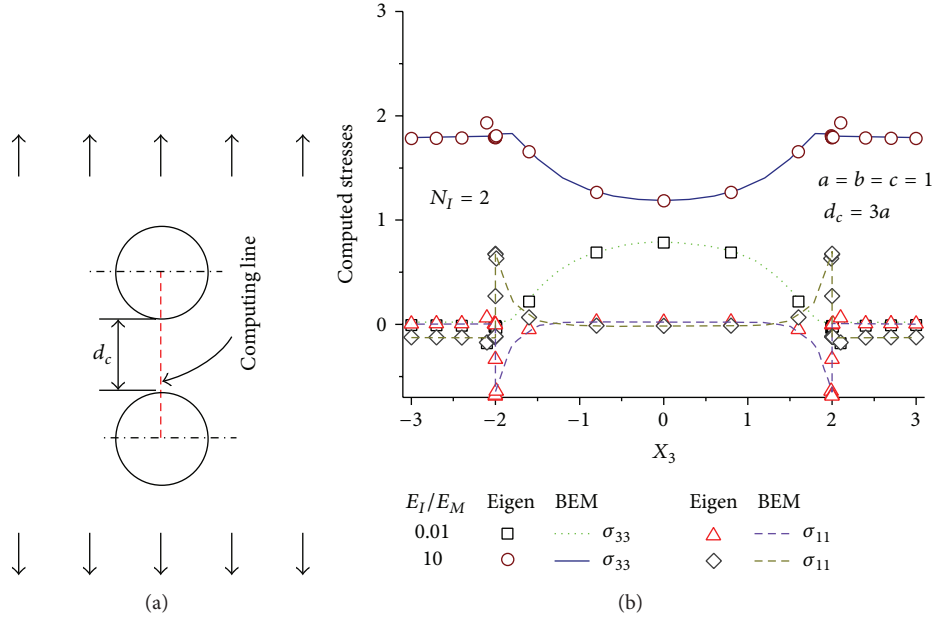 d_c
Computing line
(a)
Computed stresses
3
2
1
0
N_I = 2
a = b = c = 1
d_c = 3a
−3 −2 −1 0 1 2 3
X_3
E_I/E_M Eigen BEM Eigen BEM
0.01 σ_33 σ_11
10 σ_33 σ_11
(b)